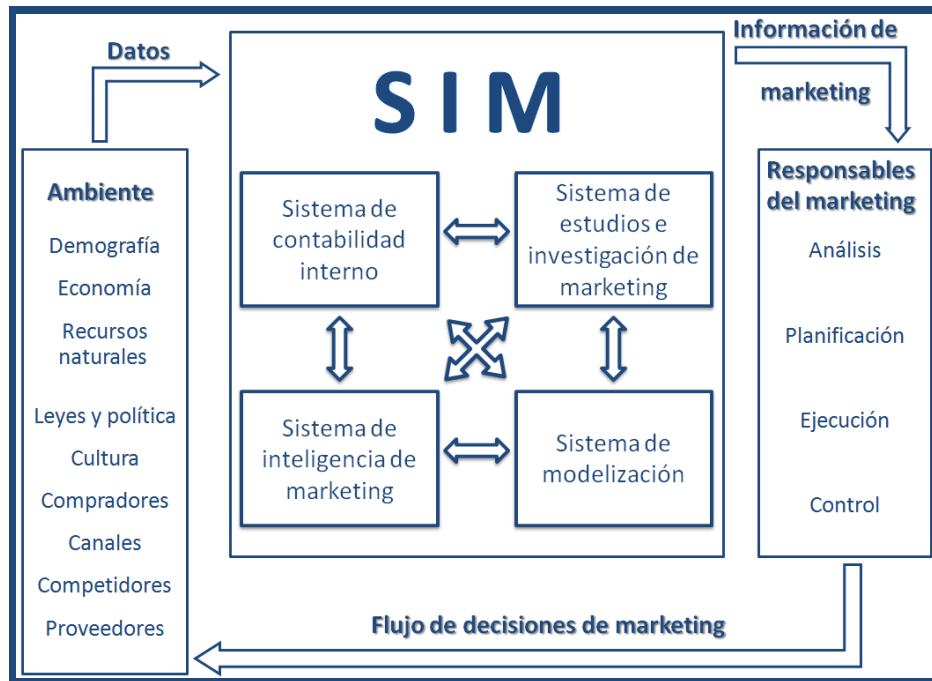 Datos
Información de
marketing
S I M
Ambiente
Demografía
Economía
Recursos
naturales
Leyes y política
Cultura
Compradores
Canales
Competidores
Proveedores
Sistema de
contabilidad
interno
Sistema de
estudios e
investigación de
marketing
Sistema de
inteligencia de
marketing
Sistema de
modelización
Responsables
del marketing
Análisis
Planificación
Ejecución
Control
Flujo de decisiones de marketing